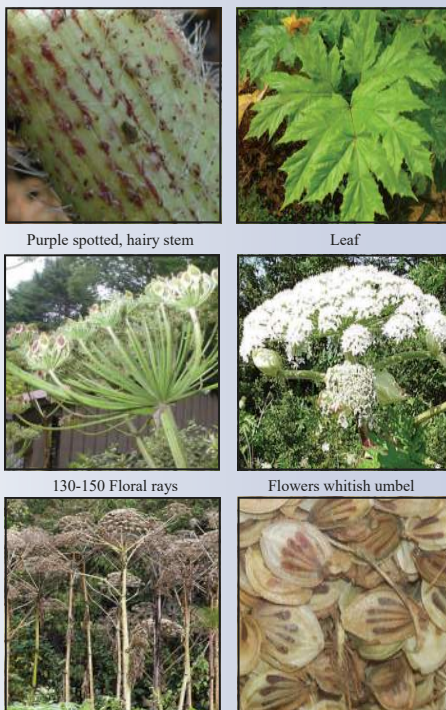 Purple spotted, hairy stem
Leaf
130-150 Floral rays
Flowers whitish umbel